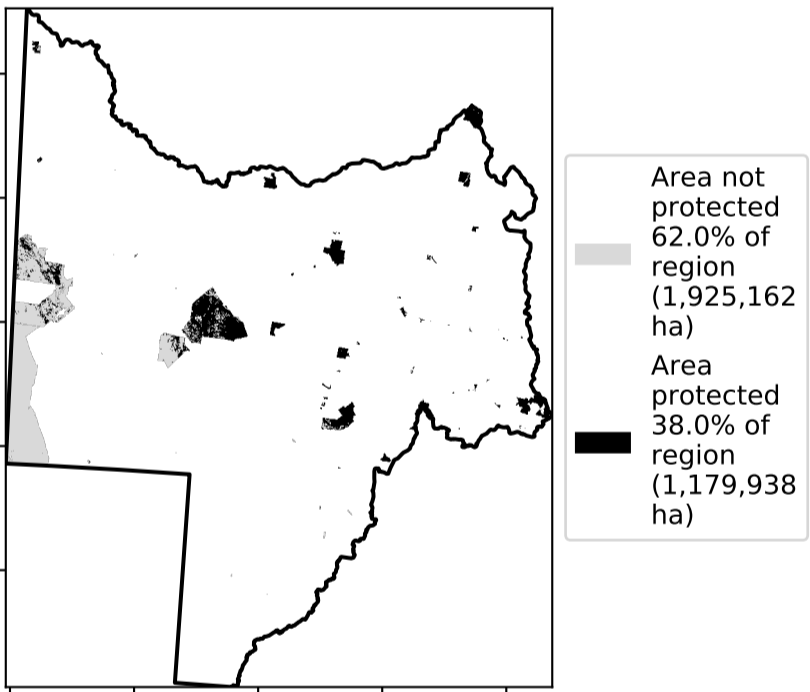 Area not
protected
62.0% of
region
(1,925,162
ha)
Area
protected
38.0% of
region
(1,179,938
ha)